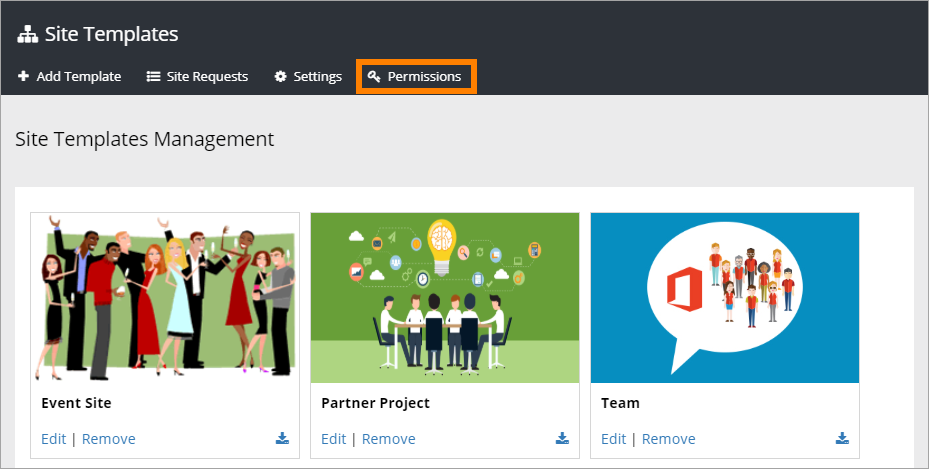 Site Templates
Add Template Site Requests Settings Permissions
Site Templates Management
Event Site Partner Project Team
Edit | Remove Edit | Remove Edit | Remove